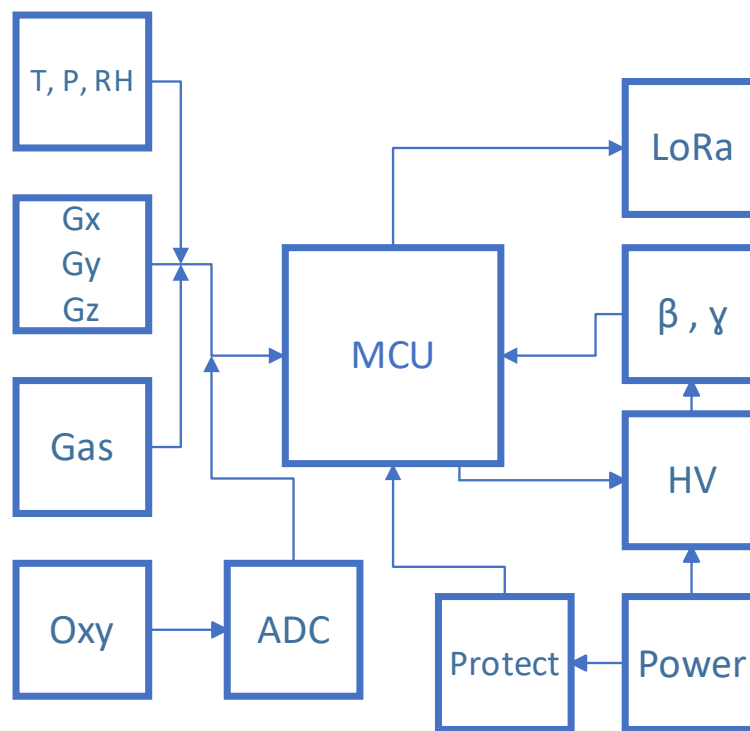 T, P, RH
LoRa
Gx
Gy
Gz
β , ɣ
MCU
Gas
HV
Oxy
ADC
Protect
Power